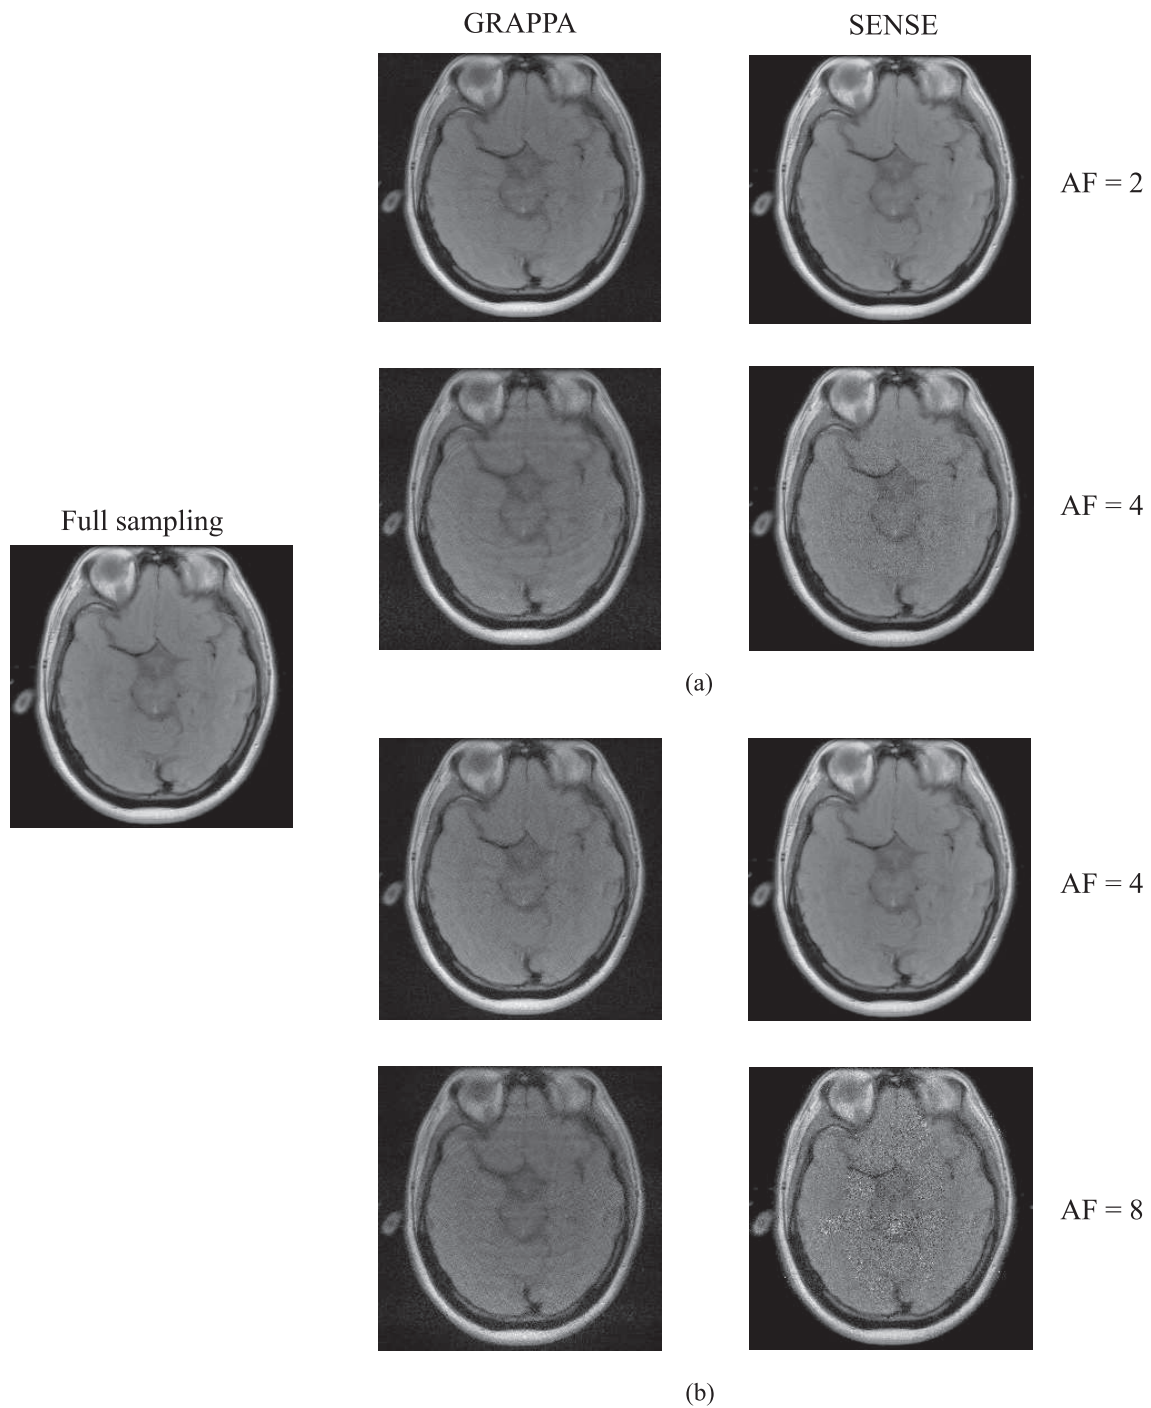 GRAPPA
SENSE
AF = 2
AF = 4
(a)
Full sampling
AF = 4
AF = 8
(b)